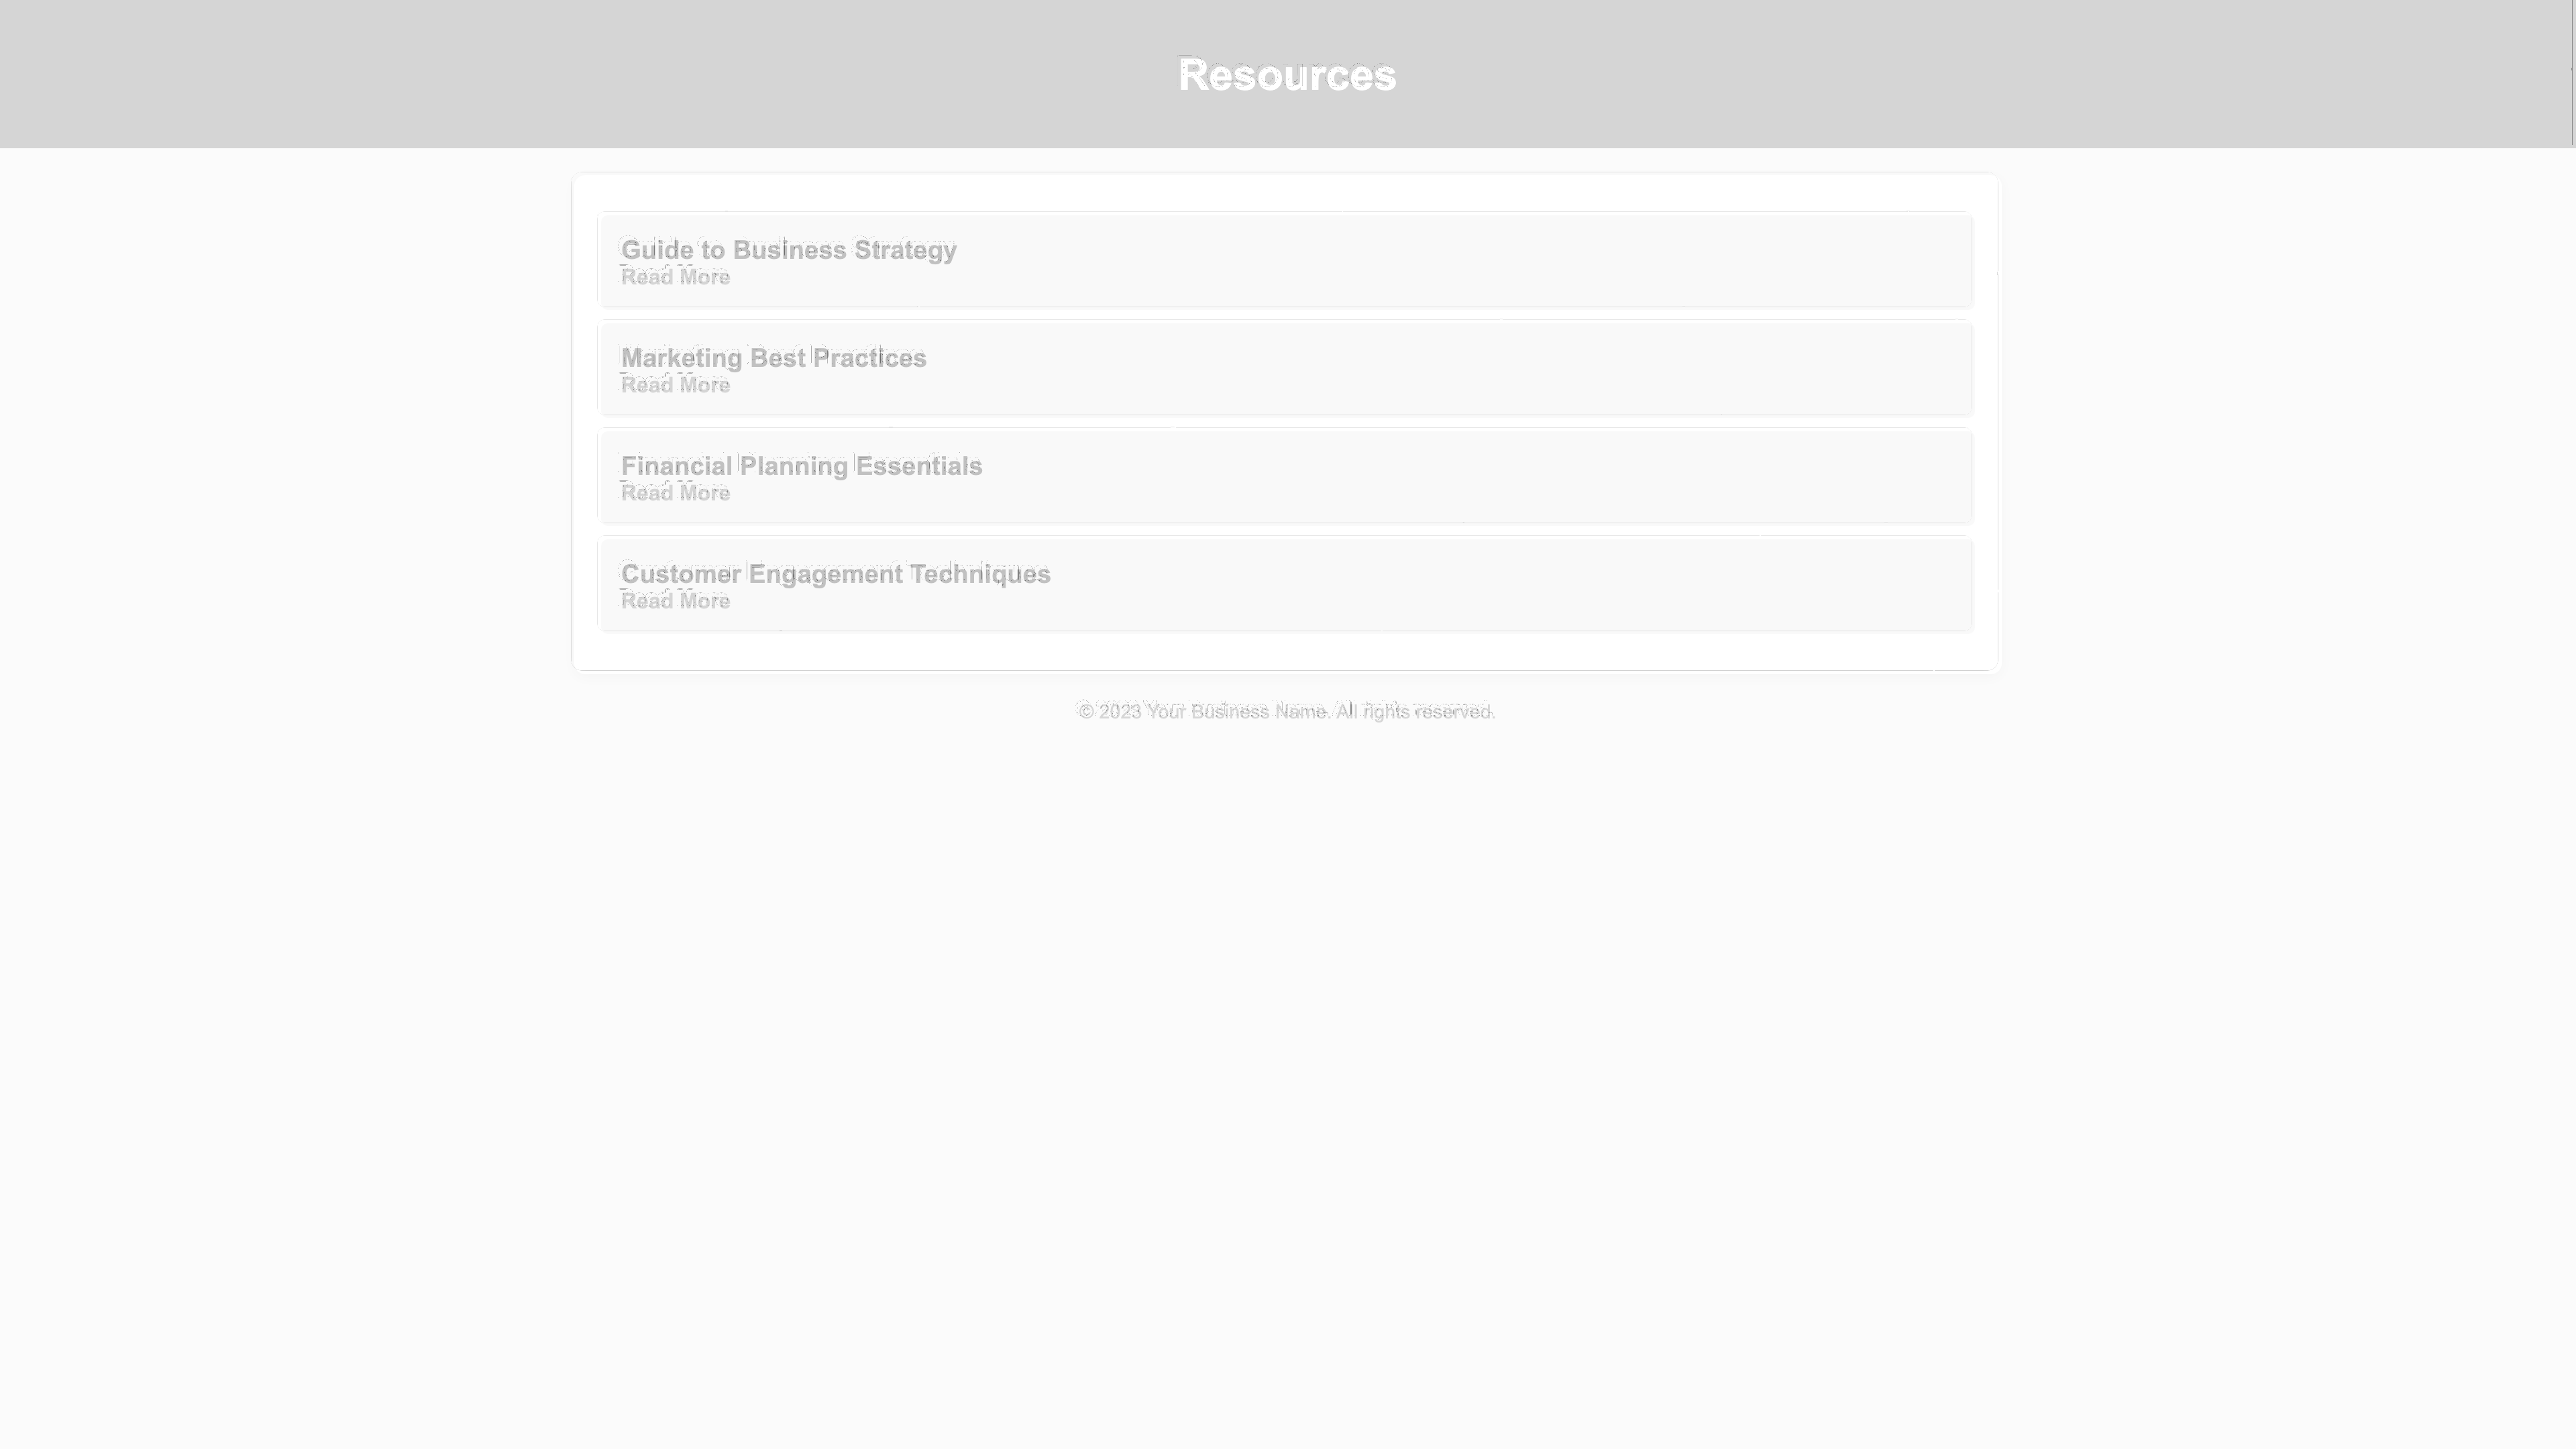 Resources
Guide to Business Strategy
Read More
Marketing Best Practices
Read More
Financial Planning Essentials
Read More
Customer Engagement Techniques
Read More
© 2023 Your Business Name. All rights reserved.